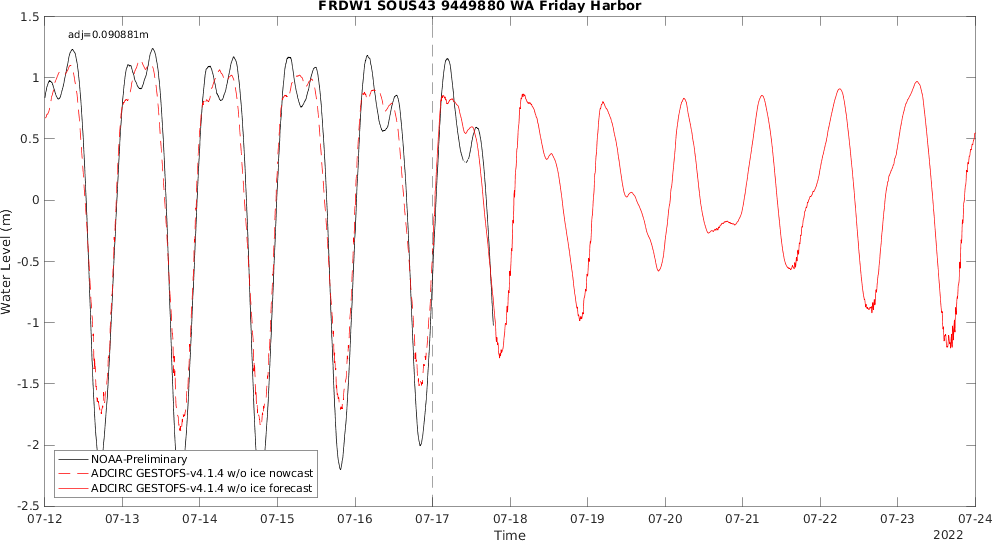 FRDW1 SOUS43 9449880 WA Friday Harbor
adj=0.090881m
1.5
1
0.5
0
-0.5
-1
-1.5
-2
-2.5
Water Level (m)
NOAA-Preliminary
ADCIRC GESTOFS-v4.1.4 w/o ice nowcast
ADCIRC GESTOFS-v4.1.4 w/o ice forecast
07-12 07-13 07-14 07-15 07-16 07-17 07-18 07-19 07-20 07-21 07-22 07-23 07-24
Time
2022